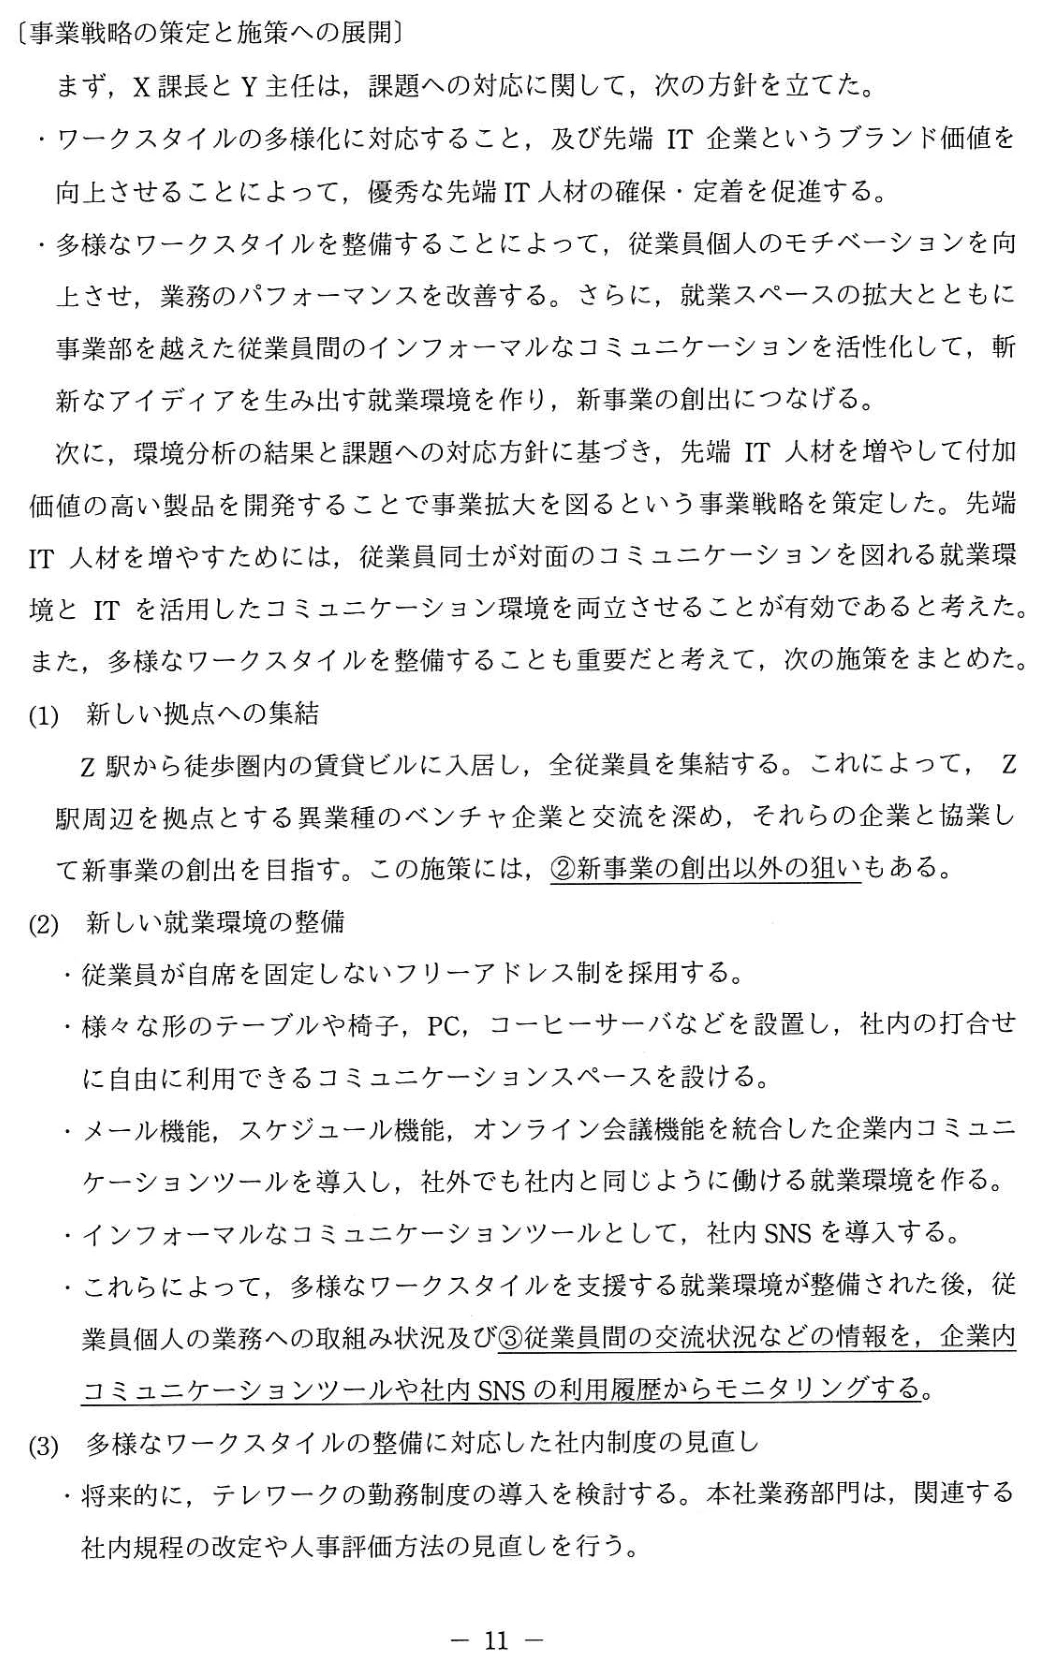 〔事業戦略の策定と施策への展開〕
まず，X 課長と Y 主任は，課題への対応に関して，次の方針を立てた。
・ワークスタイルの多様化に対応すること，及び先端 IT 企業というブランド価値を
向上させることによって，優秀な先端 IT 人材の確保・定着を促進する。
・多様なワークスタイルを整備することによって，従業員個人のモチベーションを向
上させ，業務のパフォーマンスを改善する。さらに，就業スペースの拡大とともに
事業部を越えた従業員間のインフォーマルなコミュニケーションを活性化して，斬
新なアイディアを生み出す就業環境を作り，新事業の創出につなげる。
次に，環境分析の結果と課題への対応方針に基づき，先端 IT 人材を増やして付加
価値の高い製品を開発することで事業拡大を図るという事業戦略を策定した。先端
IT 人材を増やすためには，従業員同士が対面のコミュニケーションを図れる就業環
境と IT を活用したコミュニケーション環境を両立させることが有効であると考えた。
また，多様なワークスタイルを整備することも重要だと考えて，次の施策をまとめた。
(1) 新しい拠点への集結
Z 駅から徒歩圏内の賃貸ビルに入居し，全従業員を集結する。これによって， Z
駅周辺を拠点とする異業種のベンチャ企業と交流を深め，それらの企業と協業し
て新事業の創出を目指す。この施策には，②新事業の創出以外の狙いもある。
(2) 新しい就業環境の整備
・従業員が自席を固定しないフリーアドレス制を採用する。
・様々な形のテーブルや椅子，PC，コーヒーサーバなどを設置し，社内の打合せ
に自由に利用できるコミュニケーションスペースを設ける。
・メール機能，スケジュール機能，オンライン会議機能を統合した企業内コミュニ
ケーションツールを導入し，社外でも社内と同じように働ける就業環境を作る。
・インフォーマルなコミュニケーションツールとして，社内 SNS を導入する。
・これらによって，多様なワークスタイルを支援する就業環境が整備された後，従
業員個人の業務への取組み状況及び③従業員間の交流状況などの情報を，企業内
コミュニケーションツールや社内 SNS の利用履歴からモニタリングする。
(3) 多様なワークスタイルの整備に対応した社内制度の見直し
・将来的に，テレワークの勤務制度の導入を検討する。本社業務部門は，関連する
社内規程の改定や人事評価方法の見直しを行う。
－ 11 －